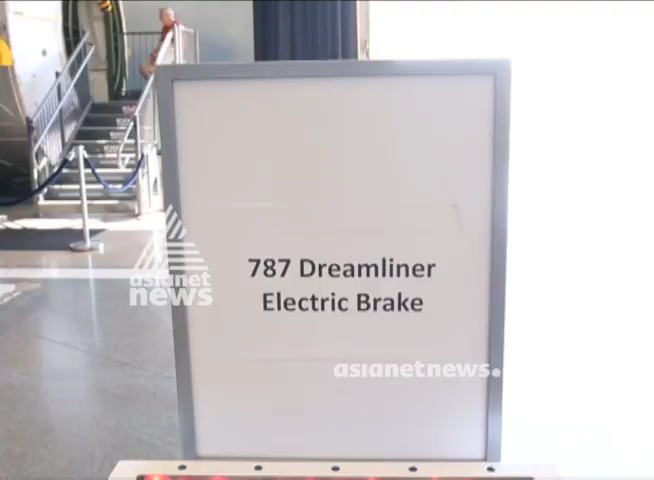 787 Dreamliner
Electric Brake
asianet
news
asianetnews.